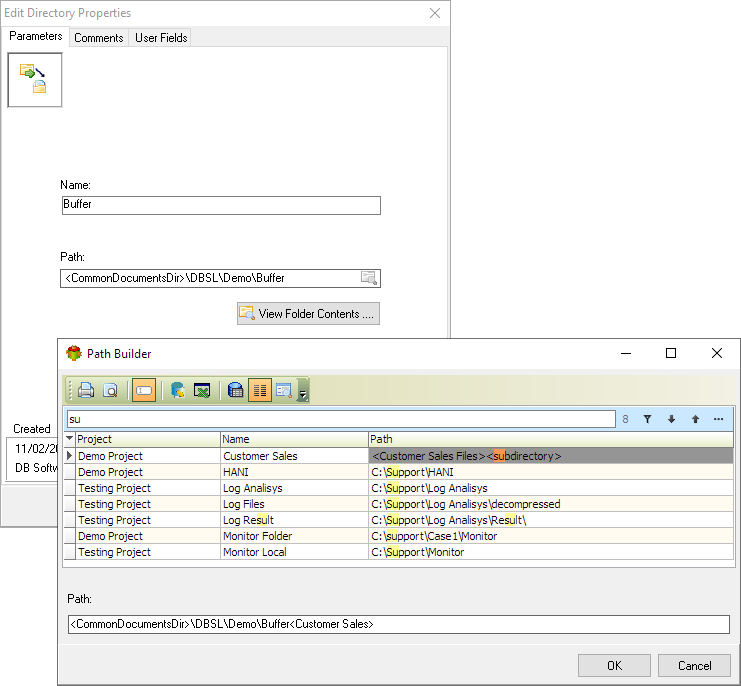 Edit Directory Properties
Parameters Comments User Fields
Name:
Buffer
Path:
<CommonDocumentsDir>\DBSL\Demo\Buffer
View Folder Contents ....
Created
11/02/20
DB Softw
Path Builder
su 8
Project Name Path
Demo Project Customer Sales <Customer Sales Files><subdirectory>
Demo Project HANI C:\Support\HANI
Testing Project Log Analisys C:\Support\Log Analisys
Testing Project Log Files C:\Support\Log Analisys\decompressed
Testing Project Log Result C:\Support\Log Analisys\Result\
Demo Project Monitor Folder C:\support\Case1\Monitor
Testing Project Monitor Local C:\Support\Monitor
Path:
<CommonDocumentsDir>\DBSL\Demo\Buffer<Customer Sales>
OK Cancel